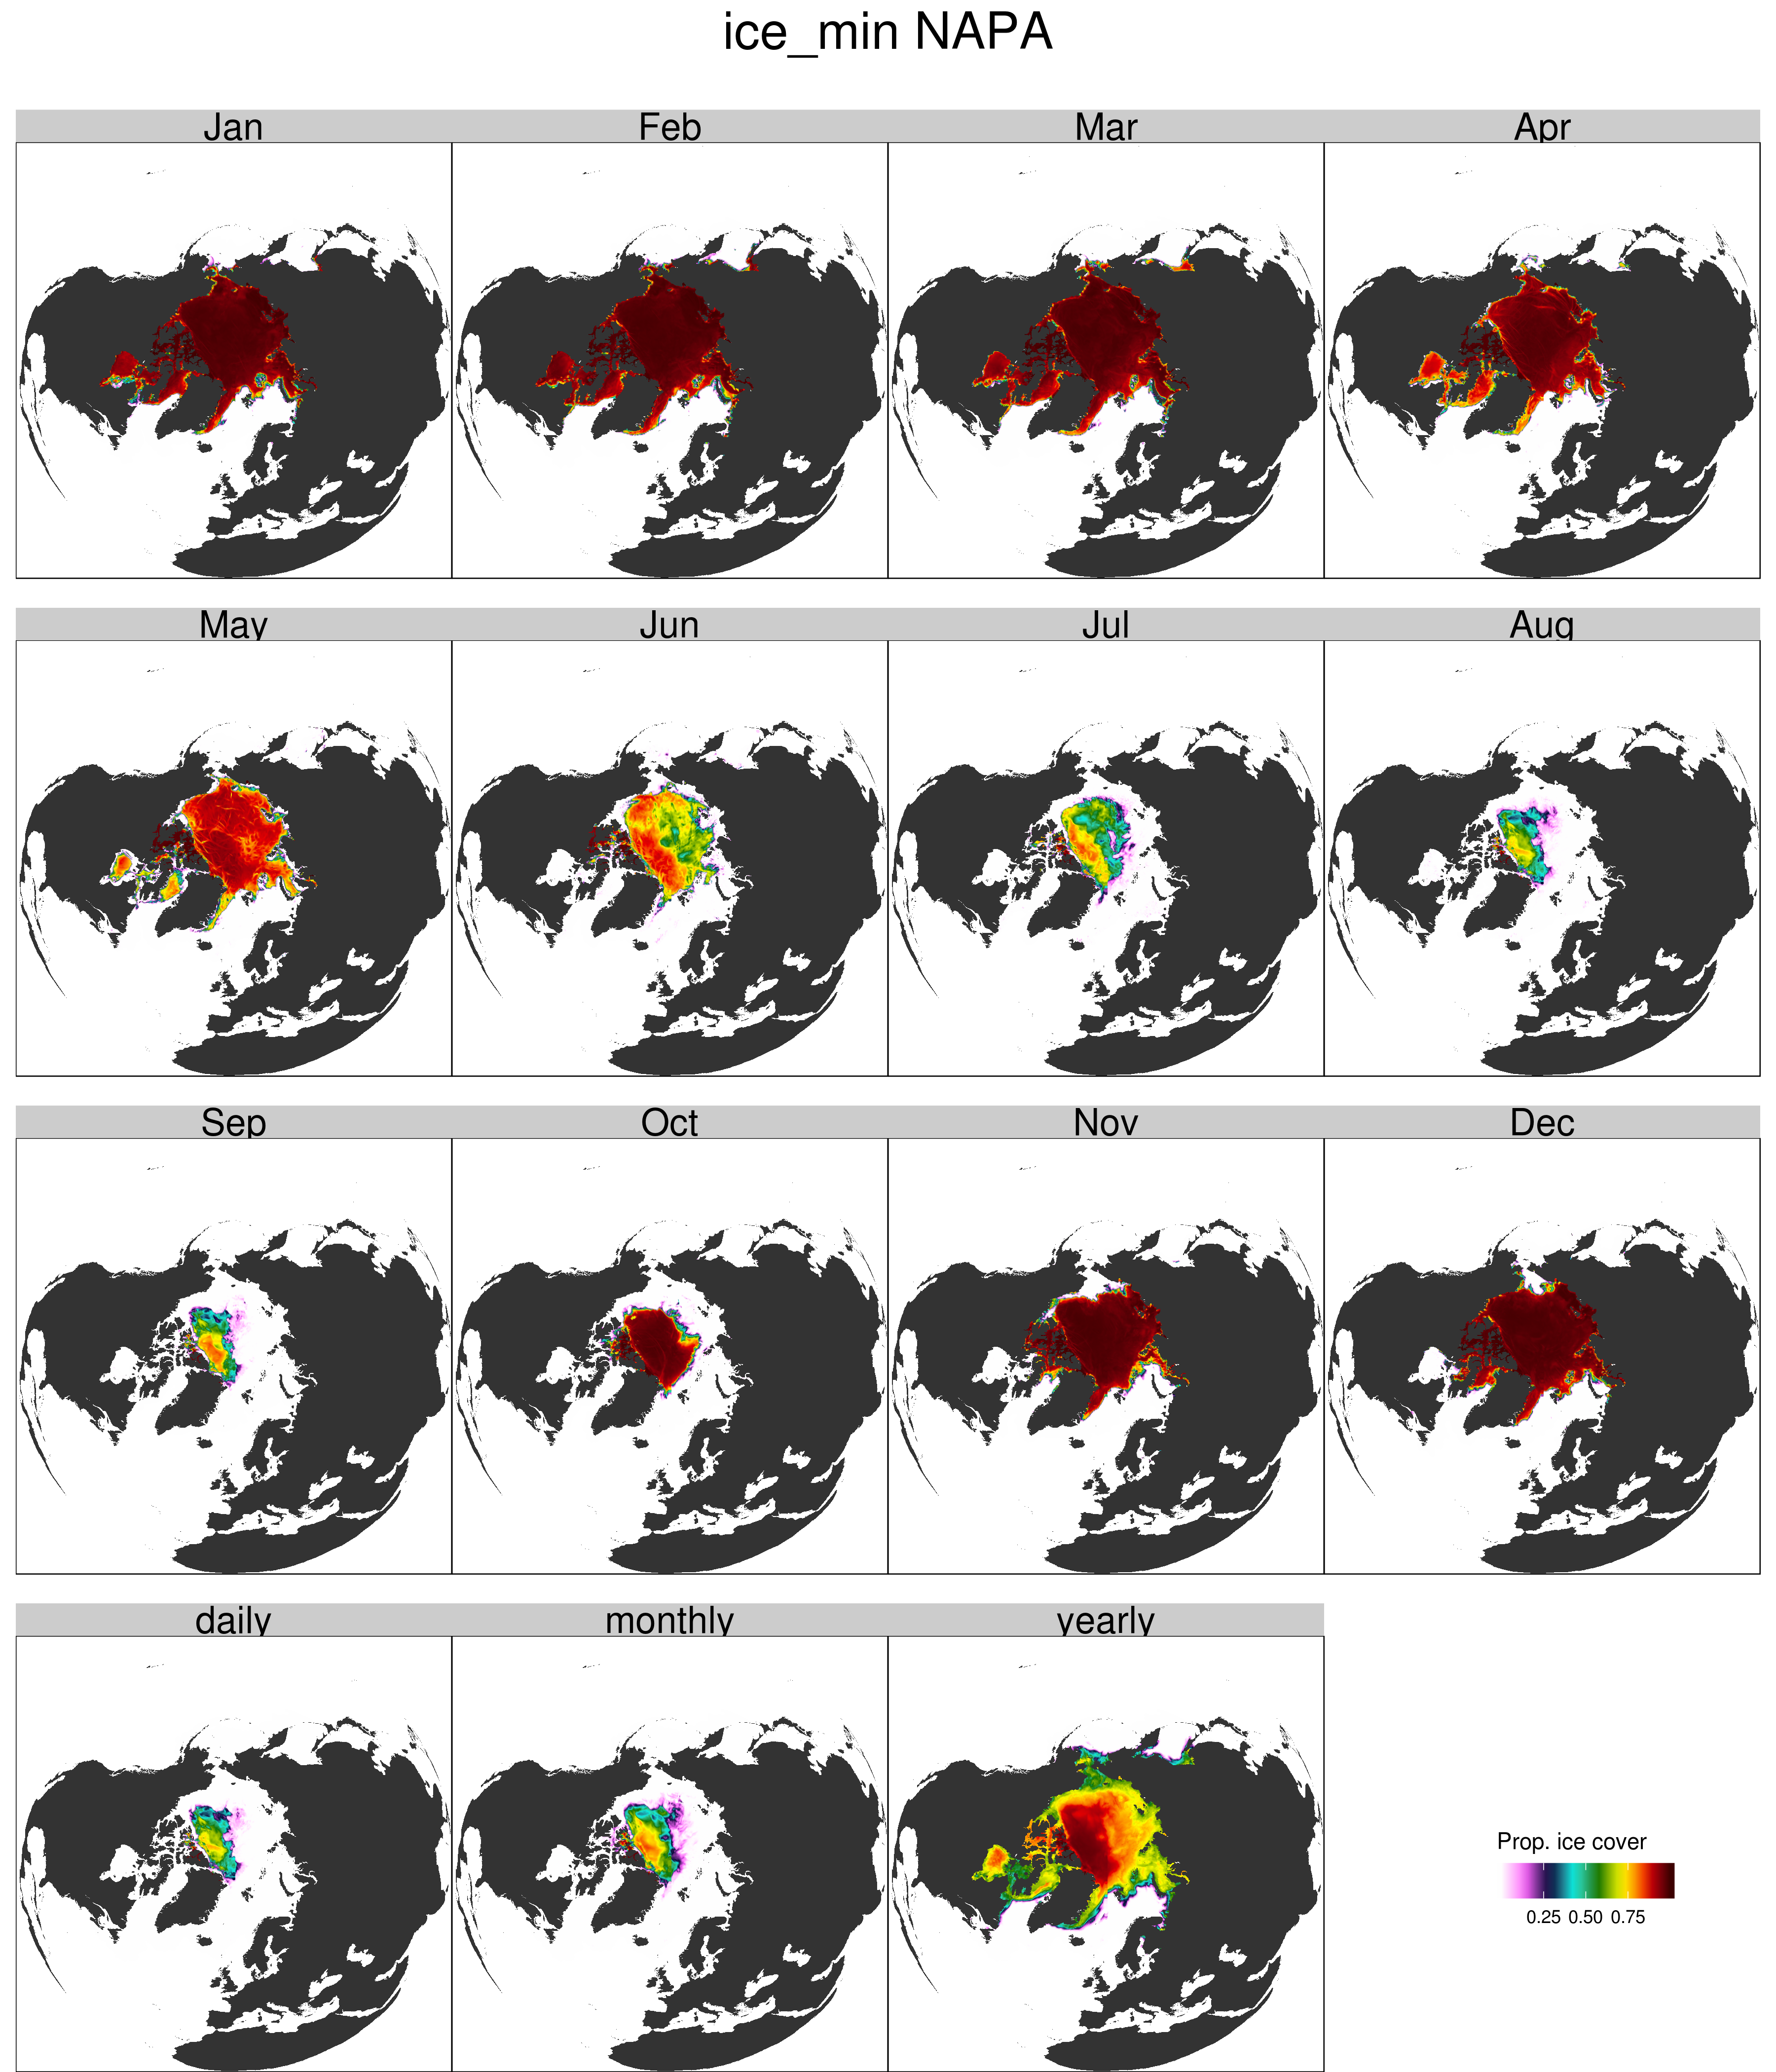 ice_min NAPA
Jan Feb Mar Apr
May Jun Jul Aug
Sep Oct Nov Dec
daily monthly yearly
Prop. ice cover
0.25 0.50 0.75